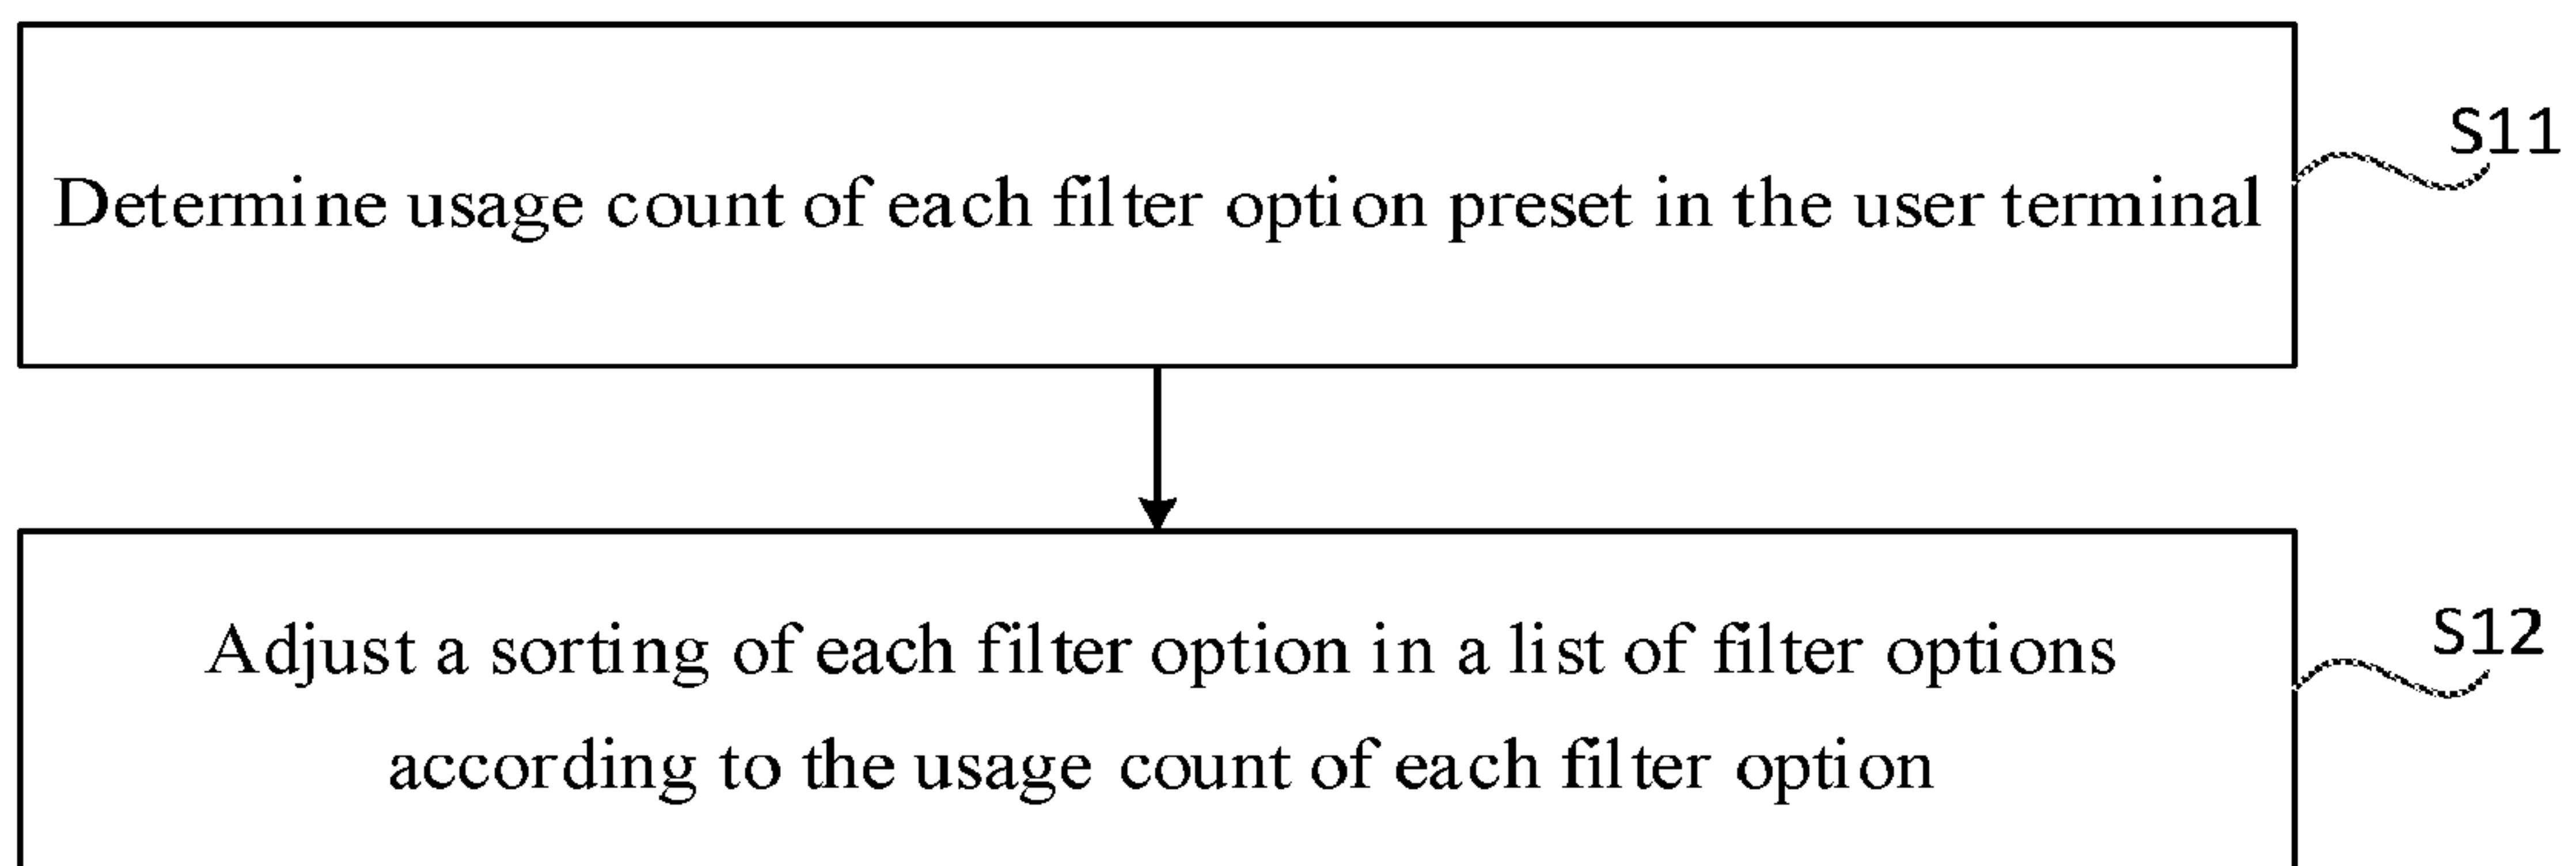 S11
Determine usage count of each filter option preset in the user terminal
S12
Adjust a sorting of each filter option in a list of filter options
according to the usage count of each filter option